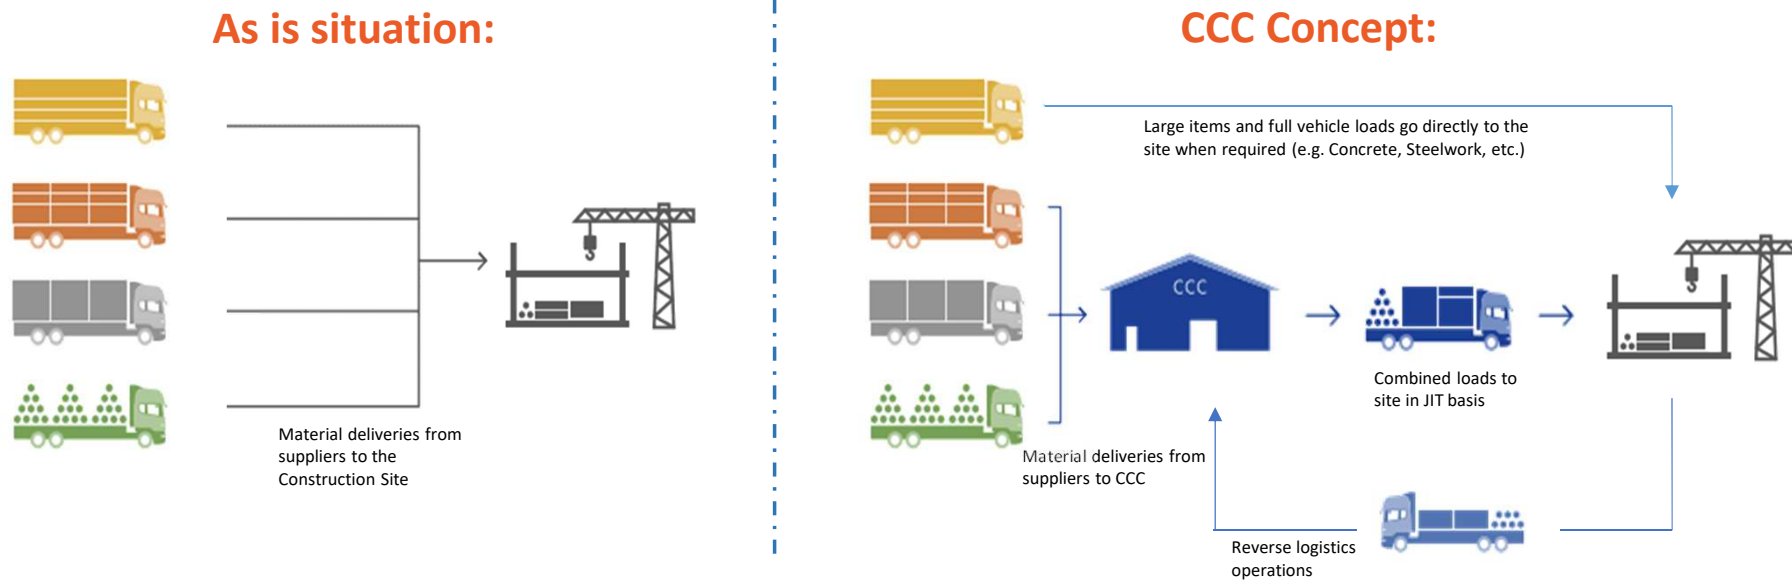 As is situation:
Material deliveries from
suppliers to the
Construction Site
CCC Concept:
Large items and full vehicle loads go directly to the
site when required (e.g. Concrete, Steelwork, etc.)
CCC
Combined loads to
site in JIT basis
Material deliveries from
suppliers to CCC
Reverse logistics
operations